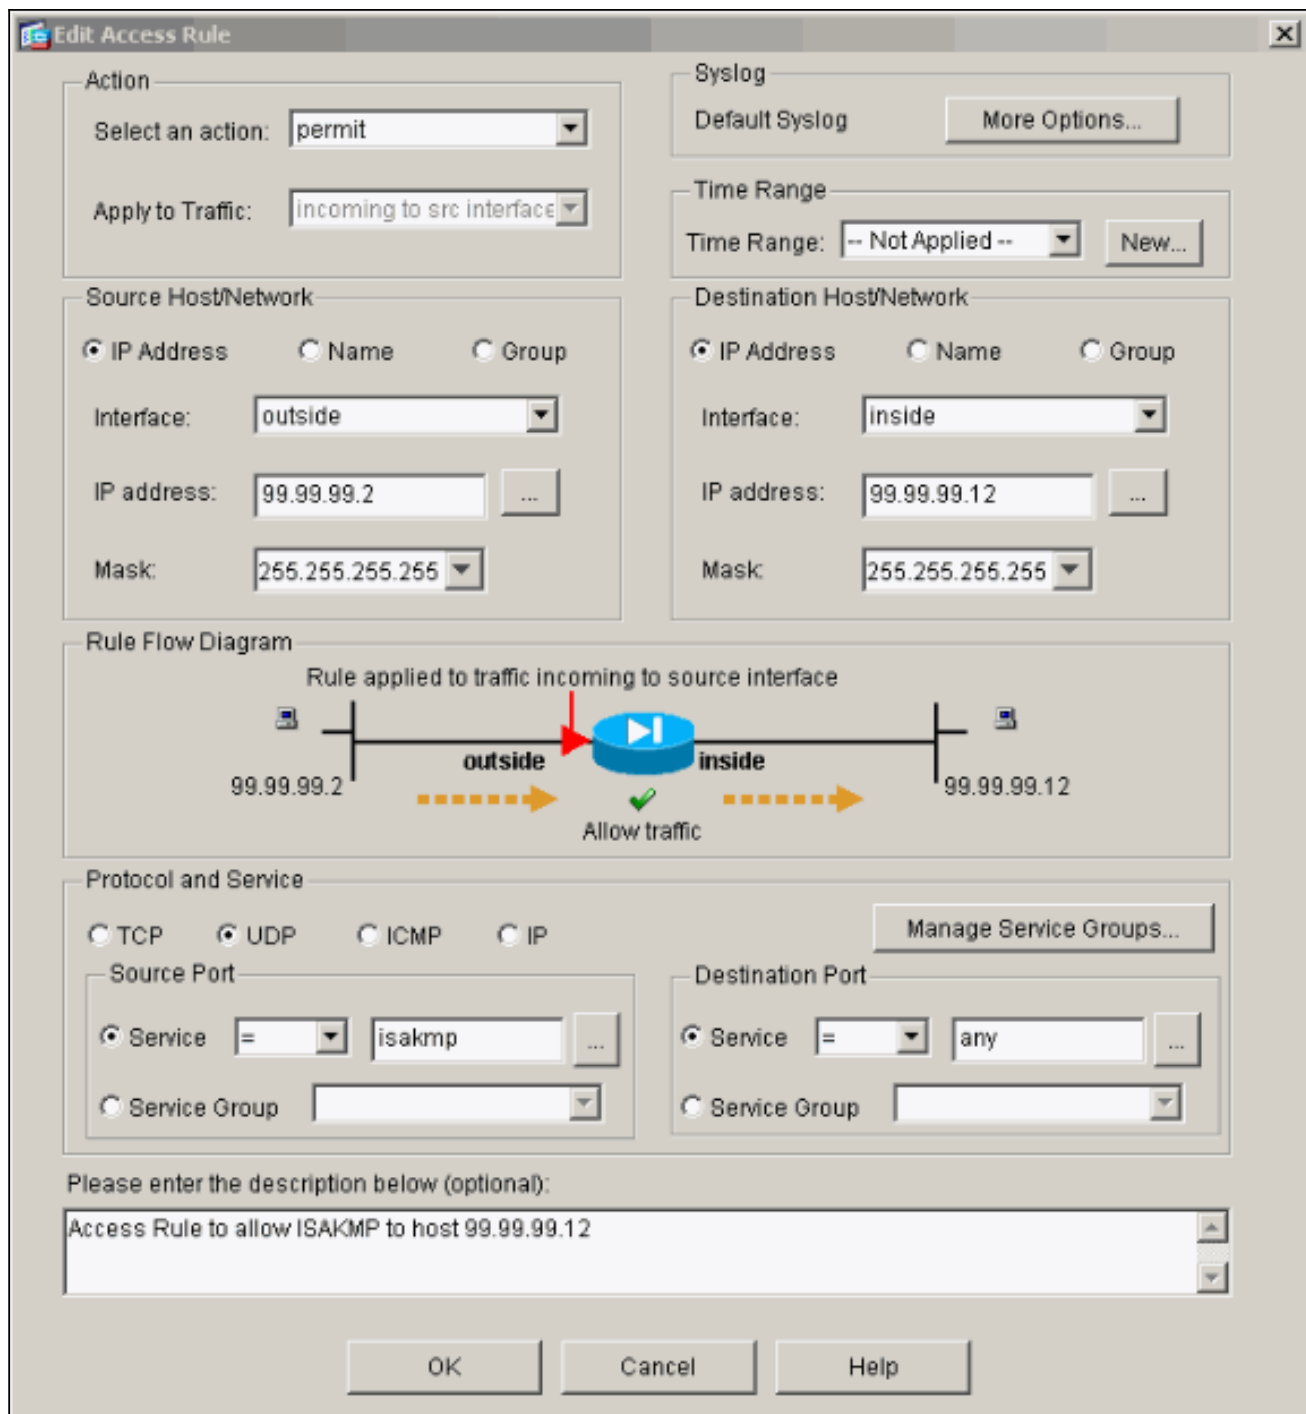 Edit Access Rule
Action
Select an action: permit
Apply to Traffic: incoming to src interface
Syslog
Default Syslog More Options...
Time Range
Time Range: -- Not Applied -- New...
Source Host/Network
IP Address Name Group
Interface: outside
IP address: 99.99.99.2 ...
Mask: 255.255.255.255
Destination Host/Network
IP Address Name Group
Interface: inside
IP address: 99.99.99.12 ...
Mask: 255.255.255.255
Rule Flow Diagram
Rule applied to traffic incoming to source interface
outside inside
99.99.99.2 99.99.99.12
Allow traffic
Protocol and Service
TCP UDP ICMP IP Manage Service Groups...
Source Port
Service = isakmp ...
Service Group
Destination Port
Service = any ...
Service Group
Please enter the description below (optional):
Access Rule to allow ISAKMP to host 99.99.99.12
OK Cancel Help